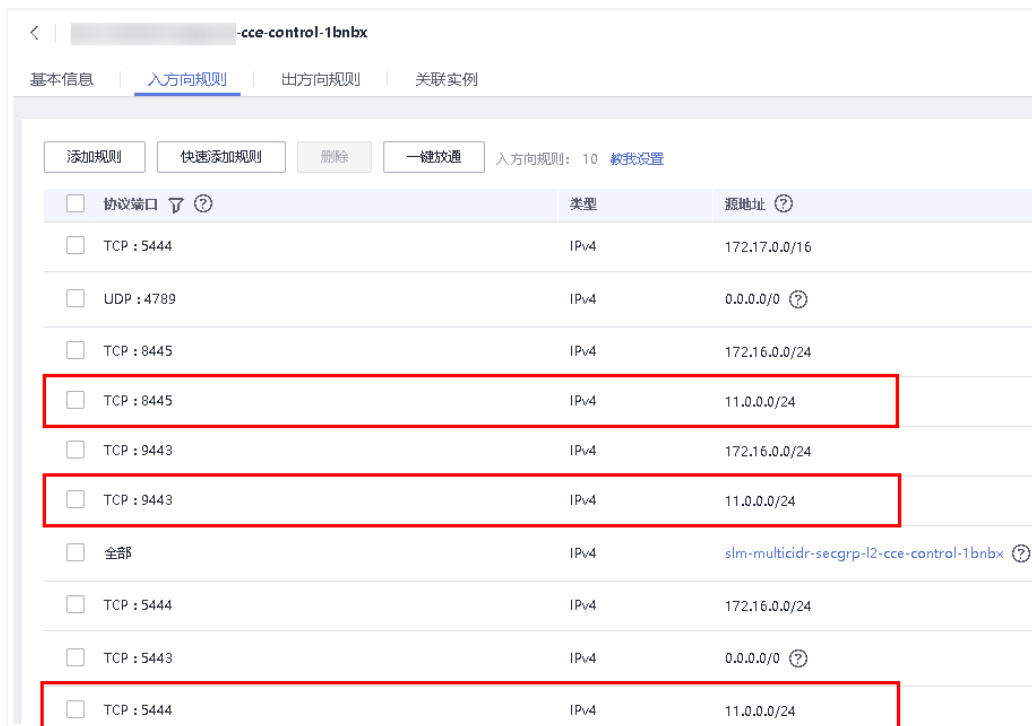 -cce-control-1bnbx
基本信息 入方向规则 出方向规则 关联实例
添加规则 快速添加规则 删除 一键放通 入方向规则： 10 教我设置
协议端口 类型 源地址
TCP : 5444 IPv4 172.17.0.0/16
UDP : 4789 IPv4 0.0.0.0/0
TCP : 8445 IPv4 172.16.0.0/24
TCP : 8445 IPv4 11.0.0.0/24
TCP : 9443 IPv4 172.16.0.0/24
TCP : 9443 IPv4 11.0.0.0/24
全部 IPv4 slm-multicidr-secgrp-l2-cce-control-1bnbx
TCP : 5444 IPv4 172.16.0.0/24
TCP : 5443 IPv4 0.0.0.0/0
TCP : 5444 IPv4 11.0.0.0/24